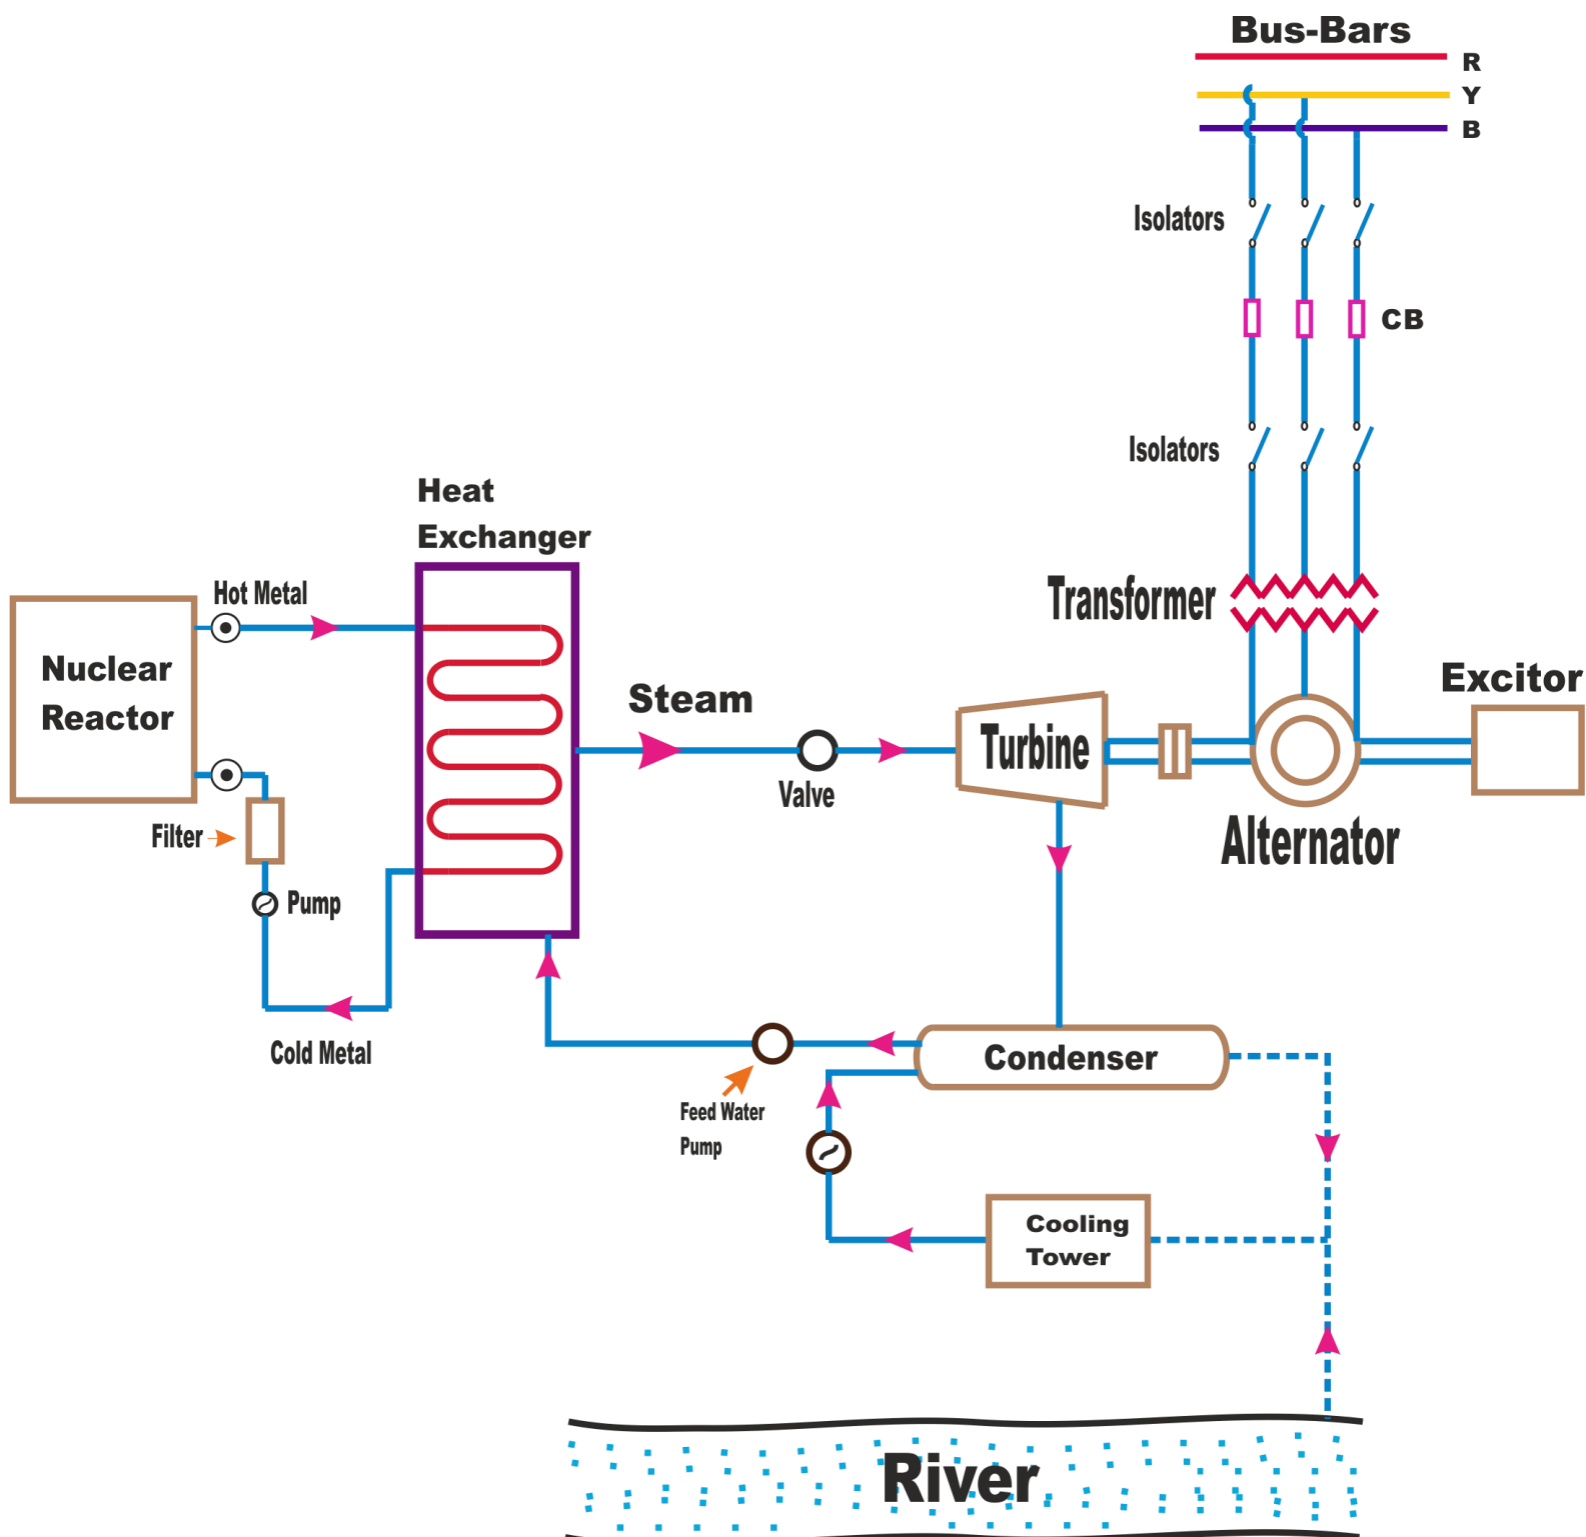 Bus-Bars
R
Y
B
Isolators
CB
Isolators
Heat
Exchanger
Hot Metal
Transformer
Nuclear
Reactor
Steam
Excitor
Turbine
Valve
Filter
Alternator
Pump
Cold Metal
Condenser
Feed Water
Pump
Cooling
Tower
River